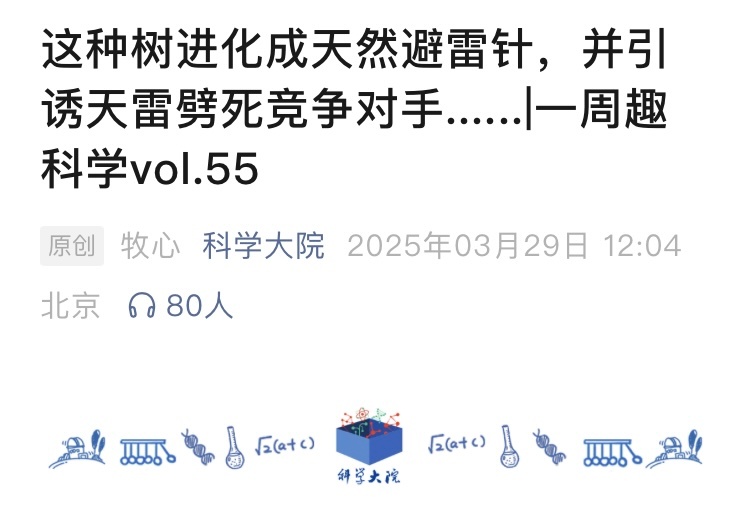 这种树进化成天然避雷针，并引
诱天雷劈死竞争对手......|一周趣
科学vol.55
原创 牧心 科学大院 2025年03月29日 12:04
北京 80人
√2(a+c) 科学大院 √2(a+c)